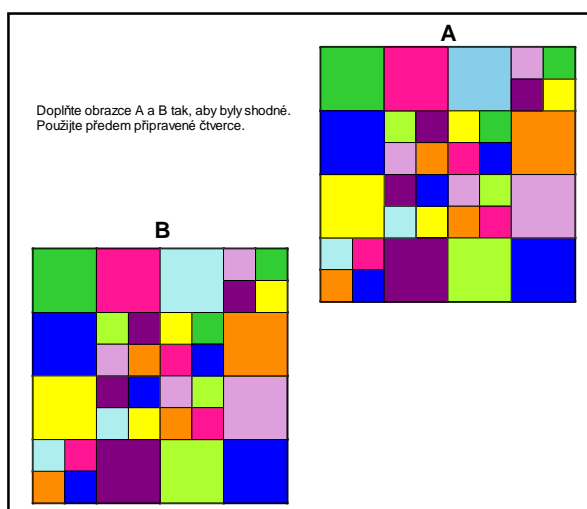 A
Doplňte obrazce A a B tak, aby byly shodné.
Použijte předem připravené čtverce.
B